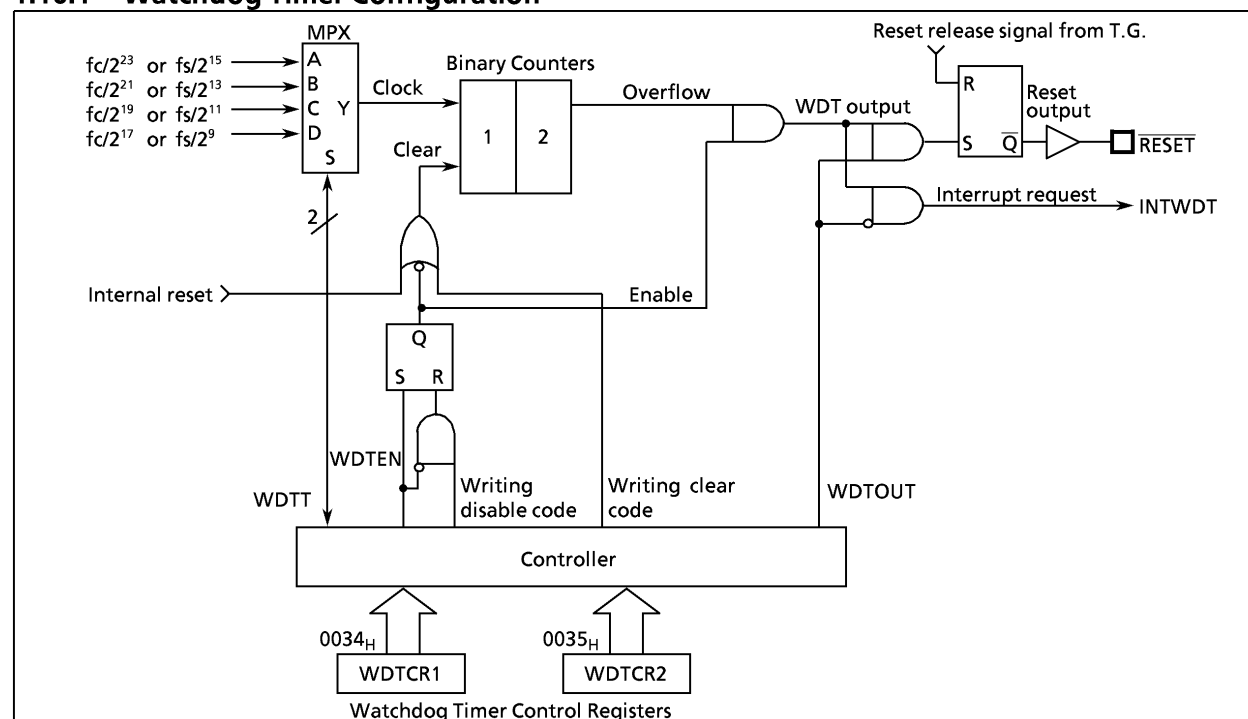 Watchdog Timer Configuration
MPX
Reset release signal from T.G.
fc/2²³ or fs/2¹⁵
A
fc/2²¹ or fs/2¹³
B
fc/2¹⁹ or fs/2¹¹
C
Y
fc/2¹⁷ or fs/2⁹
D
S
Clock
Binary Counters
1
2
Clear
Overflow
WDT output
R
S
Q̅
Reset
output
R̅E̅S̅E̅T̅
Interrupt request
INTWDT
2
Internal reset
Enable
Q
S R
WDTEN
WDTT
Writing
disable code
Writing clear
code
WDTOUT
Controller
0034H
0035H
WDTCR1
WDTCR2
Watchdog Timer Control Registers